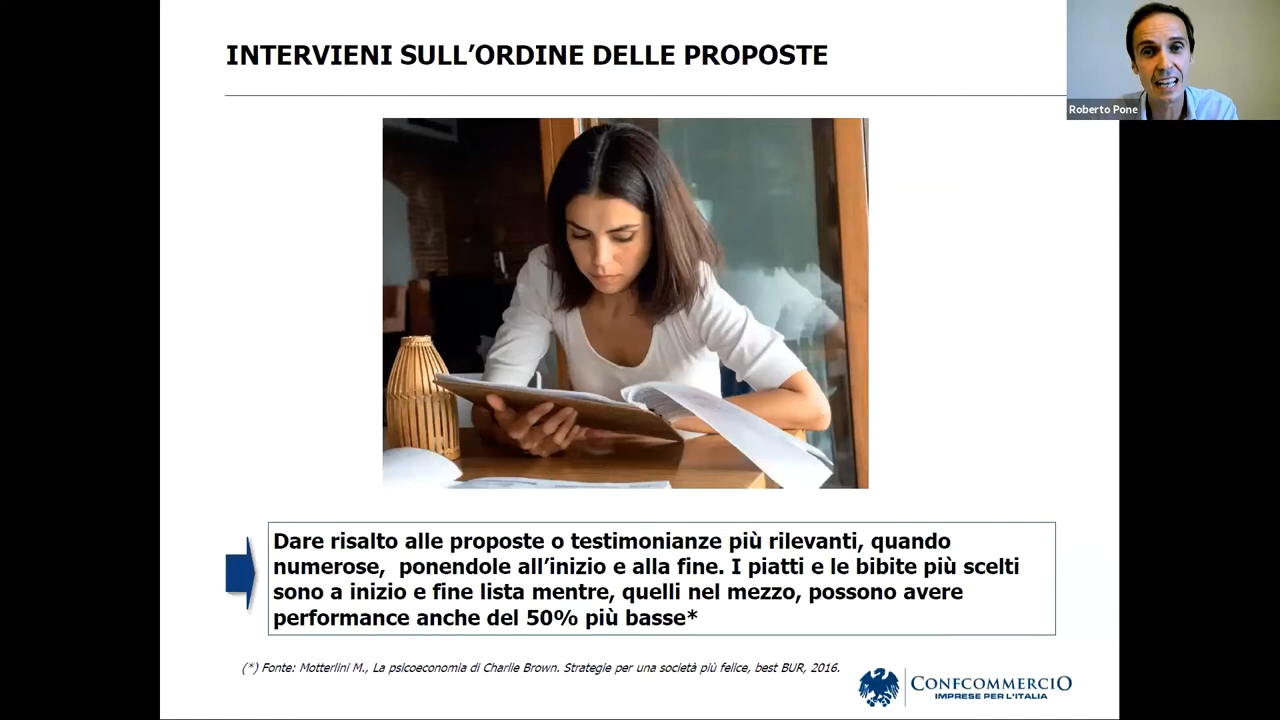 INTERVIENI SULL’ORDINE DELLE PROPOSTE
Roberto Pone
Dare risalto alle proposte o testimonianze più rilevanti, quando
numerose,  ponendole all’inizio e alla fine. I piatti e le bibite più scelti
sono a inizio e fine lista mentre, quelli nel mezzo, possono avere
performance anche del 50% più basse*
(*) Fonte: Motterlini M., La psicoeconomia di Charlie Brown. Strategie per una società più felice, best BUR, 2016.
CONFCOMMERCIO
IMPRESE PER L'ITALIA